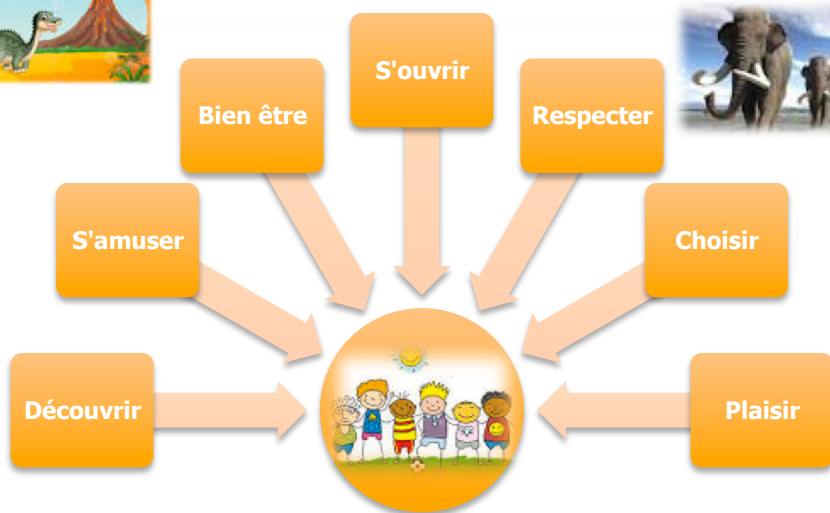 Découvrir
S'amuser
Bien être
S'ouvrir
Respecter
Choisir
Plaisir